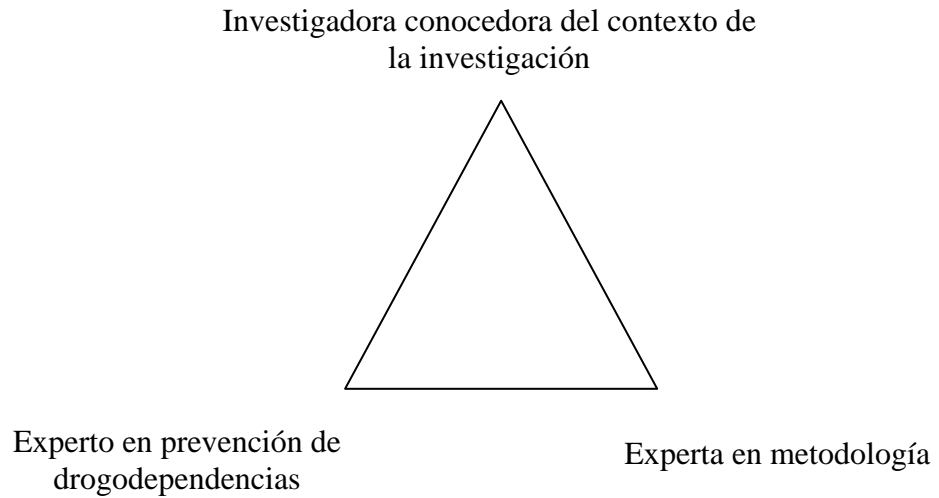 Investigadora conocedora del contexto de
la investigación
Experto en prevención de
drogodependencias
Experta en metodología